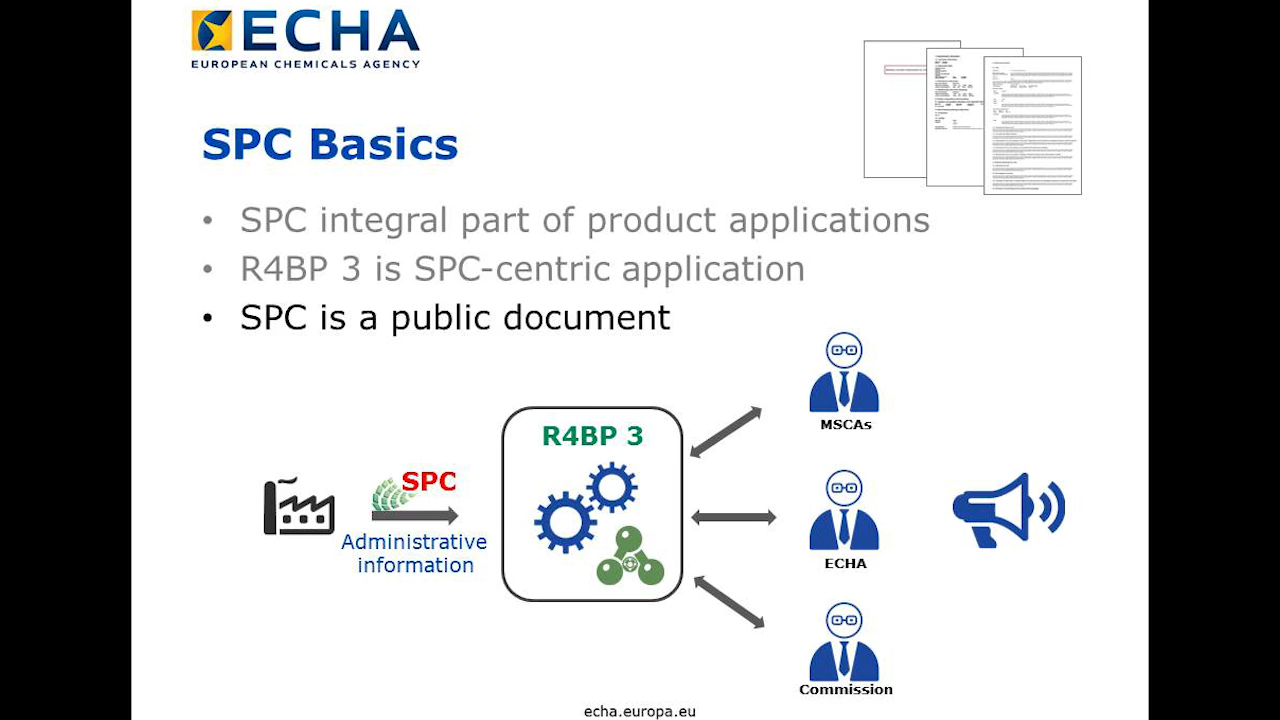 ECHA
EUROPEAN CHEMICALS AGENCY
SPC Basics
• SPC integral part of product applications
• R4BP 3 is SPC-centric application
• SPC is a public document
MSCAs
R4BP 3
SPC
Administrative
information
ECHA
Commission
echa.europa.eu